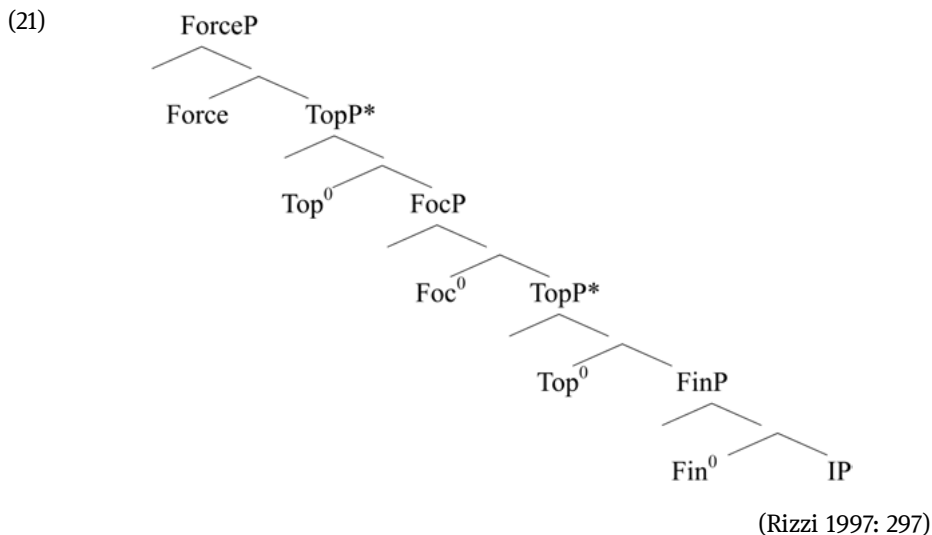 (21)
ForceP
Force TopP*
Top⁰ FocP
Foc⁰ TopP*
Top⁰ FinP
Fin⁰ IP
(Rizzi 1997: 297)